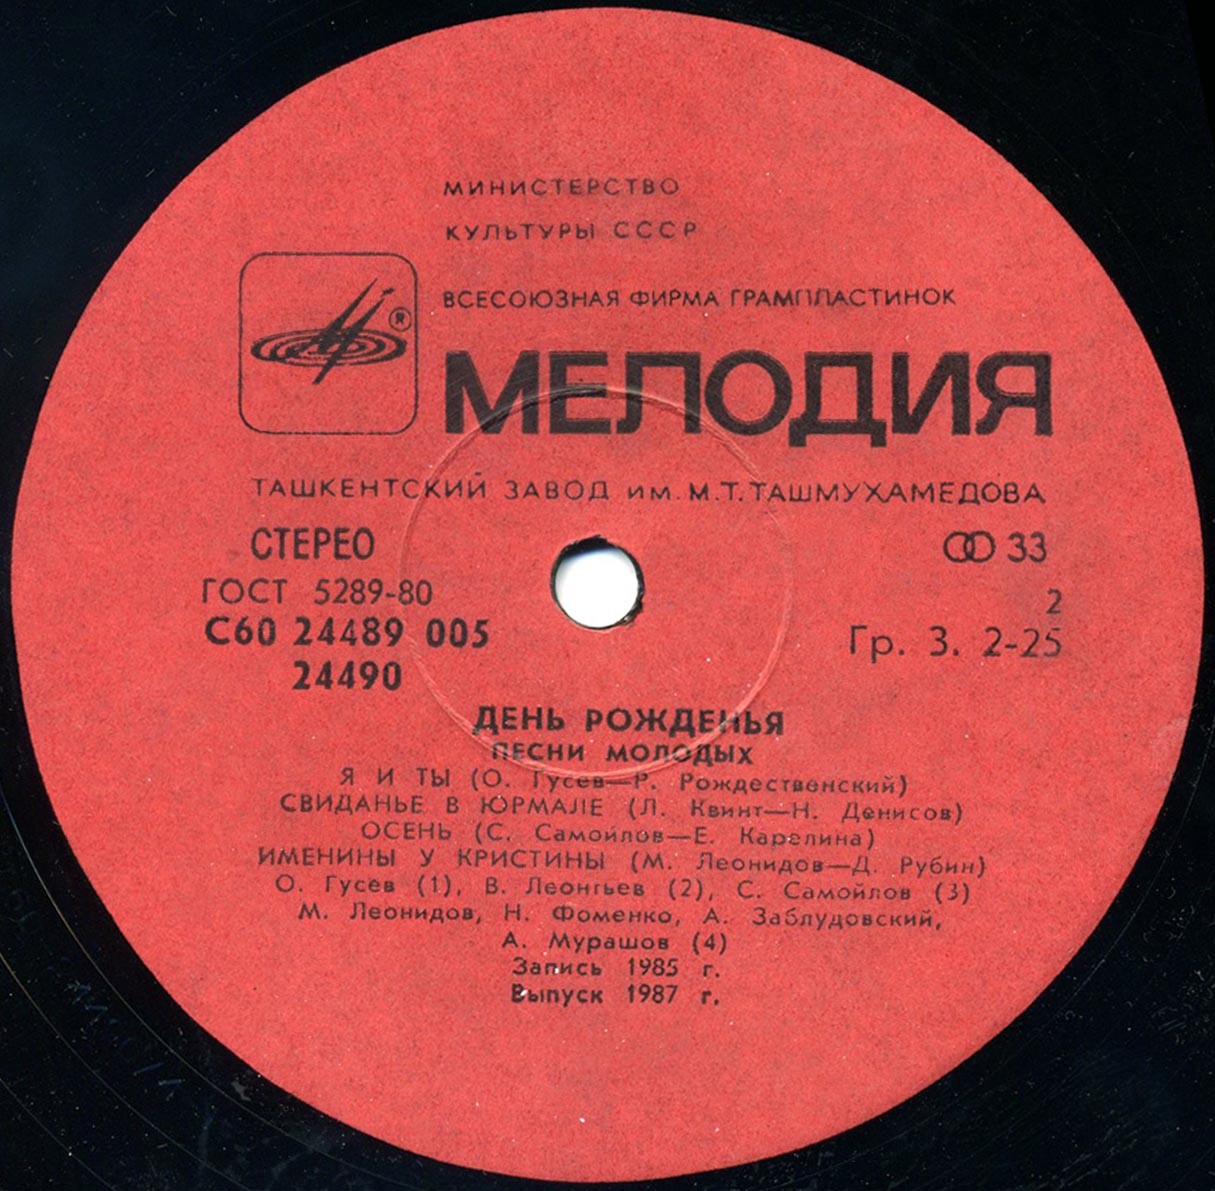 МИНИСТЕРСТВО
КУЛЬТУРЫ СССР
ВСЕСОЮЗНАЯ ФИРМА ГРАМПЛАСТИНОК
®
МЕЛОДИЯ
ТАШКЕНТСКИЙ ЗАВОД ИМ. М.Т. ТАШМУХАМЕДОВА
СТЕРЕО
33
ГОСТ 5289-80
2
С60 24489 005
Гр. 3. 2-25
24490
ДЕНЬ РОЖДЕНЬЯ
ПЕСНИ МОЛОДЫХ
Я И ТЫ (О. Гусев—Р. Рождественский)
СВИДАНЬЕ В ЮРМАЛЕ (Л. Квинт—Н. Денисов)
ОСЕНЬ (С. Самойлов—Е. Карелина)
ИМЕНИНЫ У КРИСТИНЫ (М. Леонидов—Д. Рубин)
О. Гусев (1), В. Леонтьев (2), С. Самойлов (3)
М. Леонидов, Н. Фоменко, А. Заблудовский,
А. Мурашов (4)
Запись 1985 г.
Выпуск 1987 г.